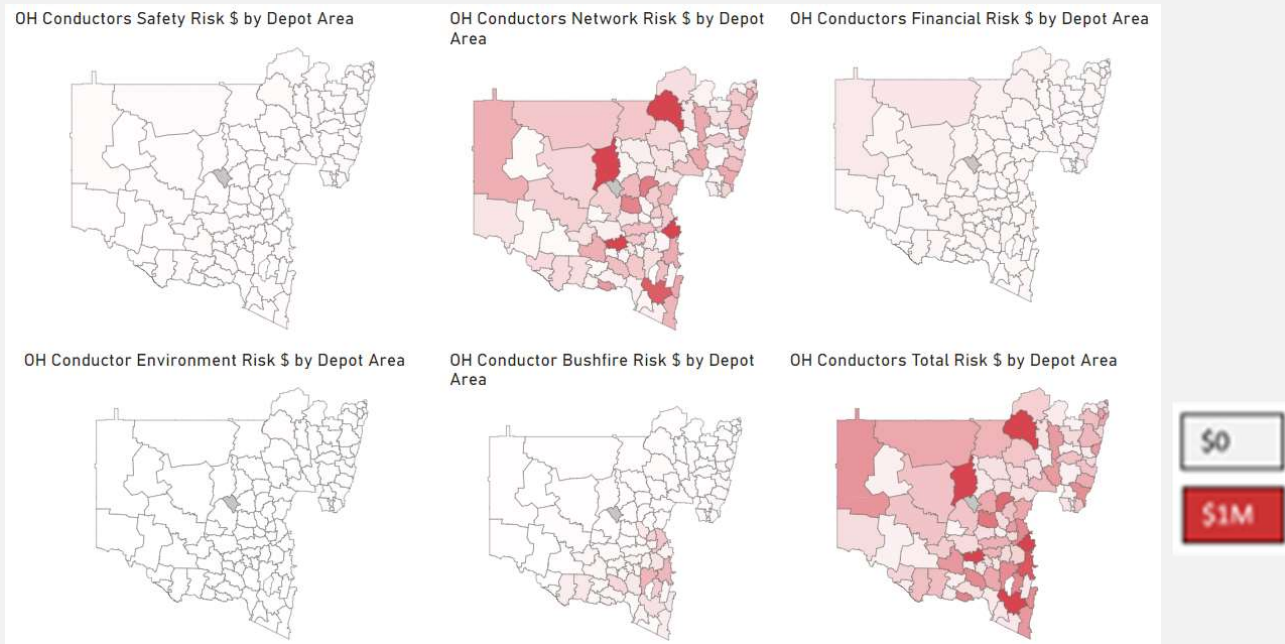 OH Conductors Safety Risk $ by Depot Area
OH Conductors Network Risk $ by Depot
Area
OH Conductors Financial Risk $ by Depot Area
OH Conductor Environment Risk $ by Depot Area
OH Conductor Bushfire Risk $ by Depot
Area
OH Conductors Total Risk $ by Depot Area
$0
$1M